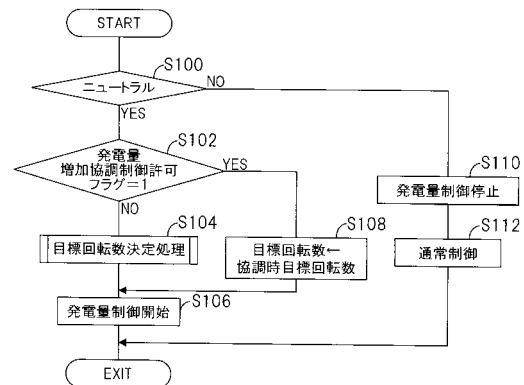 START
S100
ニュートラル
NO
YES
S102
発電量
増加協調制御許可
フラグ=1
YES
NO
S110
発電量制御停止
S104
目標回転数決定処理
S108
目標回転数←
協調時目標回転数
S112
通常制御
S106
発電量制御開始
EXIT